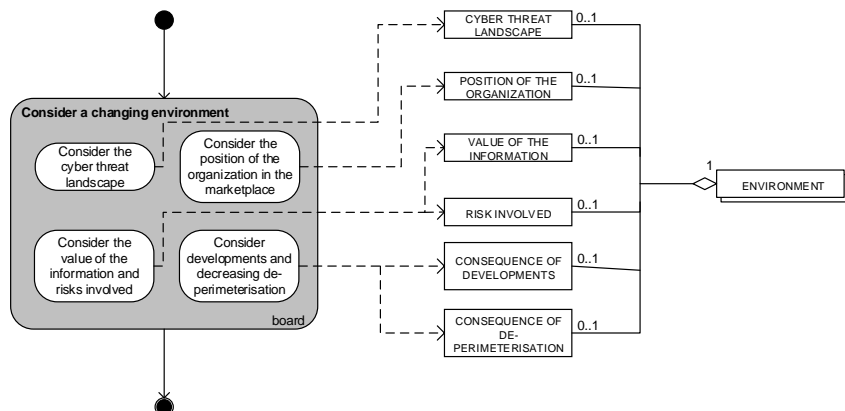 Consider a changing environment
Consider the
cyber threat
landscape
Consider the
position of the
organization in the
marketplace
Consider the
value of the
information and
risks involved
Consider
developments and
decreasing de-
perimeterisation
board
CYBER THREAT
LANDSCAPE
0..1
POSITION OF THE
ORGANIZATION
0..1
VALUE OF THE
INFORMATION
0..1
RISK INVOLVED
0..1
CONSEQUENCE OF
DEVELOPMENTS
0..1
CONSEQUENCE OF
DE-
PERIMETERISATION
0..1
1
ENVIRONMENT